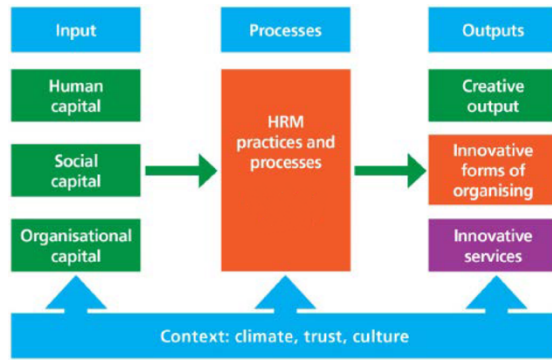 Input
Processes
Outputs
Human
capital
Social
capital
Organisational
capital
HRM
practices and
processes
Creative
output
Innovative
forms of
organising
Innovative
services
Context: climate, trust, culture